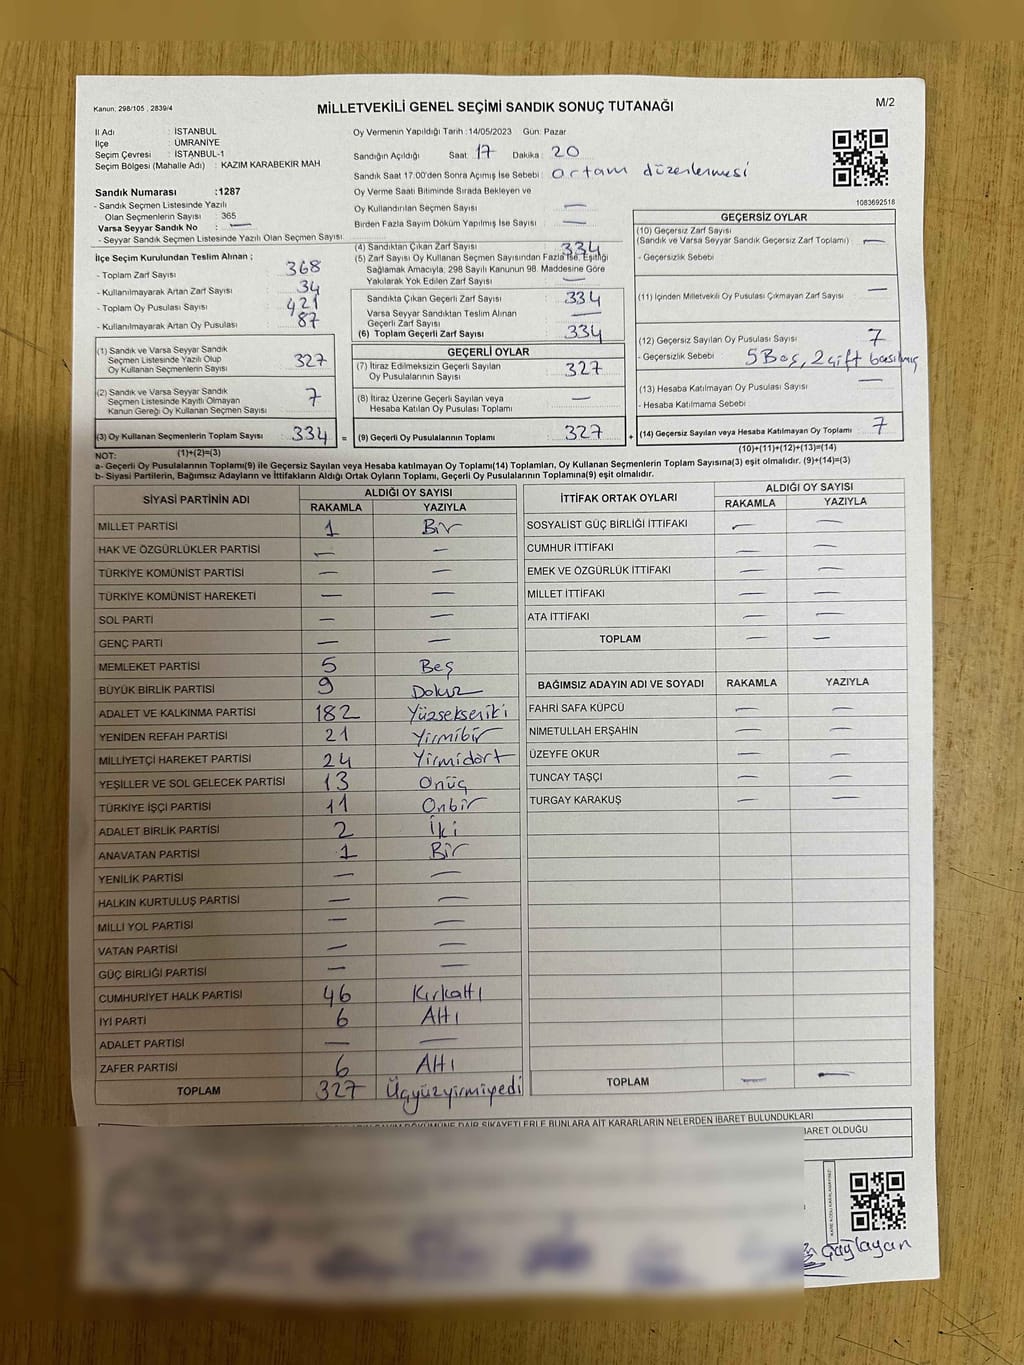 Kanun: 298/105 , 2839/4
MİLLETVEKİLİ GENEL SEÇİMİ SANDIK SONUÇ TUTANAĞI
M/2
İl Adı : İSTANBUL
İlçe : ÜMRANİYE
Seçim Çevresi : İSTANBUL-1
Seçim Bölgesi (Mahalle Adı) : KAZIM KARABEKİR MAH
Sandık Numarası :1287
- Sandık Seçmen Listesinde Yazılı
Olan Seçmenlerin Sayısı : 365
Varsa Seyyar Sandık No : —
- Seyyar Sandık Seçmen Listesinde Yazılı Olan Seçmen Sayısı:
Oy Vermenin Yapıldığı Tarih :14/05/2023 Gün: Pazar
Sandığın Açıldığı Saat :17 Dakika : 20
Sandık Saat 17:00'den Sonra Açımış İse Sebebi : ortam düzenlemesi
Oy Verme Saati Bitiminde Sırada Bekleyen ve
Oy Kullandırılan Seçmen Sayısı : —
Birden Fazla Sayım Döküm Yapılmış İse Sayısı : —
1083692518
İlçe Seçim Kurulundan Teslim Alınan ;
- Toplam Zarf Sayısı : 368
- Kullanılmayarak Artan Zarf Sayısı : 34
- Toplam Oy Pusulası Sayısı : 421
- Kullanılmayarak Artan Oy Pusulası : 87
(1) Sandık ve Varsa Seyyar Sandık
Seçmen Listesinde Yazılı Olup
Oy Kullanan Seçmenlerin Sayısı : 327
(2) Sandık ve Varsa Seyyar Sandık
Seçmen Listesinde Kayıtlı Olmayan
Kanun Gereği Oy Kullanan Seçmen Sayısı : 7
(3) Oy Kullanan Seçmenlerin Toplam Sayısı : 334
(1)+(2)=(3)
(4) Sandıktan Çıkan Zarf Sayısı : 334
(5) Zarf Sayısı Oy Kullanan Seçmen Sayısından Fazla İse, Eşitliği
Sağlamak Amacıyla, 298 Sayılı Kanunun 98. Maddesine Göre
Yakılarak Yok Edilen Zarf Sayısı : —
Sandıkta Çıkan Geçerli Zarf Sayısı : 334
Varsa Seyyar Sandıktan Teslim Alınan
Geçerli Zarf Sayısı :
(6) Toplam Geçerli Zarf Sayısı : 334
GEÇERLİ OYLAR
(7) İtiraz Edilmeksizin Geçerli Sayılan
Oy Pusulalarının Sayısı : 327
(8) İtiraz Üzerine Geçerli Sayılan veya
Hesaba Katılan Oy Pusulası Toplamı : —
= (9) Geçerli Oy Pusulalarının Toplamı : 327
GEÇERSİZ OYLAR
(10) Geçersiz Zarf Sayısı
(Sandık ve Varsa Seyyar Sandık Geçersiz Zarf Toplamı) : —
- Geçersizlik Sebebi
(11) İçinden Milletvekili Oy Pusulası Çıkmayan Zarf Sayısı : —
(12) Geçersiz Sayılan Oy Pusulası Sayısı : 7
- Geçersizlik Sebebi : 5 Boş, 2 çift basılmış
(13) Hesaba Katılmayan Oy Pusulası Sayısı : —
- Hesaba Katılmama Sebebi
+ (14) Geçersiz Sayılan veya Hesaba Katılmayan Oy Toplamı : 7
(10)+(11)+(12)+(13)=(14)
NOT:
a- Geçerli Oy Pusulalarının Toplamı(9) ile Geçersiz Sayılan veya Hesaba katılmayan Oy Toplamı(14) Toplamları, Oy Kullanan Seçmenlerin Toplam Sayısına(3) eşit olmalıdır. (9)+(14)=(3)
b- Siyasi Partilerin, Bağımsız Adayların ve İttifakların Aldığı Ortak Oyların Toplamı, Geçerli Oy Pusulalarının Toplamına(9) eşit olmalıdır.
SİYASİ PARTİNİN ADI ALDIĞI OY SAYISI
RAKAMLA YAZIYLA
MİLLET PARTİSİ 1 Bir
HAK VE ÖZGÜRLÜKLER PARTİSİ — —
TÜRKİYE KOMÜNİST PARTİSİ — —
TÜRKİYE KOMÜNİST HAREKETİ — —
SOL PARTİ — —
GENÇ PARTİ — —
MEMLEKET PARTİSİ 5 Beş
BÜYÜK BİRLİK PARTİSİ 9 Dokuz
ADALET VE KALKINMA PARTİSİ 182 Yüzsekseniki
YENİDEN REFAH PARTİSİ 21 Yirmibir
MİLLİYETÇİ HAREKET PARTİSİ 24 Yirmidört
YEŞİLLER VE SOL GELECEK PARTİSİ 13 Onüç
TÜRKİYE İŞÇİ PARTİSİ 11 Onbir
ADALET BİRLİK PARTİSİ 2 İki
ANAVATAN PARTİSİ 1 Bir
YENİLİK PARTİSİ — —
HALKIN KURTULUŞ PARTİSİ — —
MİLLİ YOL PARTİSİ — —
VATAN PARTİSİ — —
GÜÇ BİRLİĞİ PARTİSİ — —
CUMHURİYET HALK PARTİSİ 46 Kırkaltı
İYİ PARTİ 6 Altı
ADALET PARTİSİ — —
ZAFER PARTİSİ 6 Altı
TOPLAM 327 Üçyüzyirmiyedi
İTTİFAK ORTAK OYLARI ALDIĞI OY SAYISI
RAKAMLA YAZIYLA
SOSYALİST GÜÇ BİRLİĞİ İTTİFAKI — —
CUMHUR İTTİFAKI — —
EMEK VE ÖZGÜRLÜK İTTİFAKI — —
MİLLET İTTİFAKI — —
ATA İTTİFAKI — —
TOPLAM — —
BAĞIMSIZ ADAYIN ADI VE SOYADI RAKAMLA YAZIYLA
FAHRİ SAFA KÜPCÜ — —
NİMETULLAH ERŞAHİN — —
ÜZEYFE OKUR — —
TUNCAY TAŞÇI — —
TURGAY KARAKUŞ — —
TOPLAM — —
DÖKÜMÜNE DAİR ŞİKAYETLERLE BUNLARA AİT KARARLARIN NELERDEN İBARET BULUNDUKLARI
İBARET OLDUĞU
Çağlayan